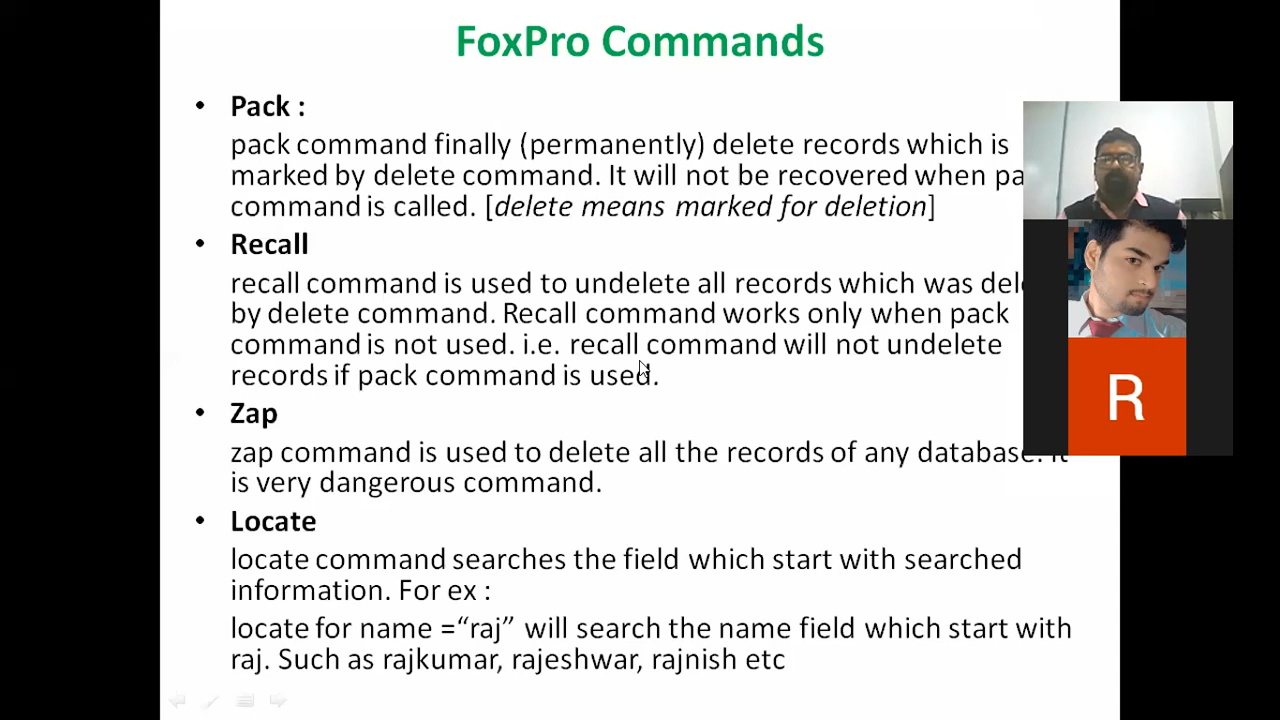 FoxPro Commands
• Pack :
pack command finally (permanently) delete records which is
marked by delete command. It will not be recovered when
command is called. [delete means marked for deletion]
• Recall
recall command is used to undelete all records which was
by delete command. Recall command works only when pack
command is not used. i.e. recall command will not undelete
records if pack command is used.
• Zap
zap command is used to delete all the records of any database. It
is very dangerous command.
• Locate
locate command searches the field which start with searched
information. For ex :
locate for name =“raj” will search the name field which start with
raj. Such as rajkumar, rajeshwar, rajnish etc
R